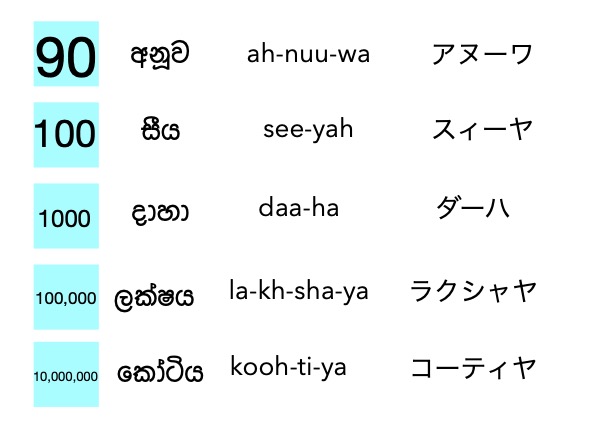 90 අනූව ah-nuu-wa アヌーワ
100 සීය see-yah スィーヤ
1000 දාහා daa-ha ダーハ
100,000 ලක්ෂය la-kh-sha-ya ラクシャヤ
10,000,000 කෝටිය kooh-ti-ya コーティヤ